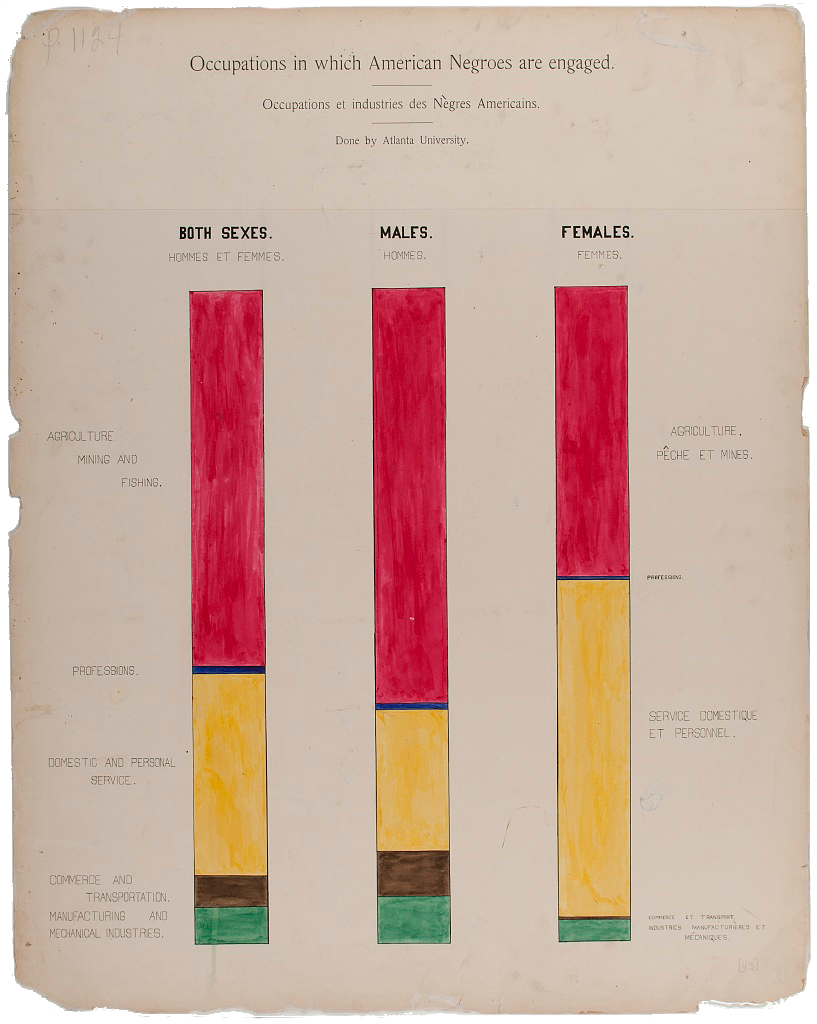 p. 1124
Occupations in which American Negroes are engaged.
Occupations et industries des Nègres Americains.
Done by Atlanta University.
BOTH SEXES.
HOMMES ET FEMMES.
MALES.
HOMMES.
FEMALES.
FEMMES.
AGRICULTURE
MINING AND
FISHING.
AGRICULTURE,
PÊCHE ET MINES.
PROFESSIONS.
PROFESSIONS.
DOMESTIC AND PERSONAL
SERVICE.
SERVICE DOMESTIQUE
ET PERSONNEL.
COMMERCE AND
TRANSPORTATION.
MANUFACTURING AND
MECHANICAL INDUSTRIES.
COMMERCE ET TRANSPORT.
INDUSTRIES MANUFACTURIÈRES ET
MÉCANIQUES.
[43]